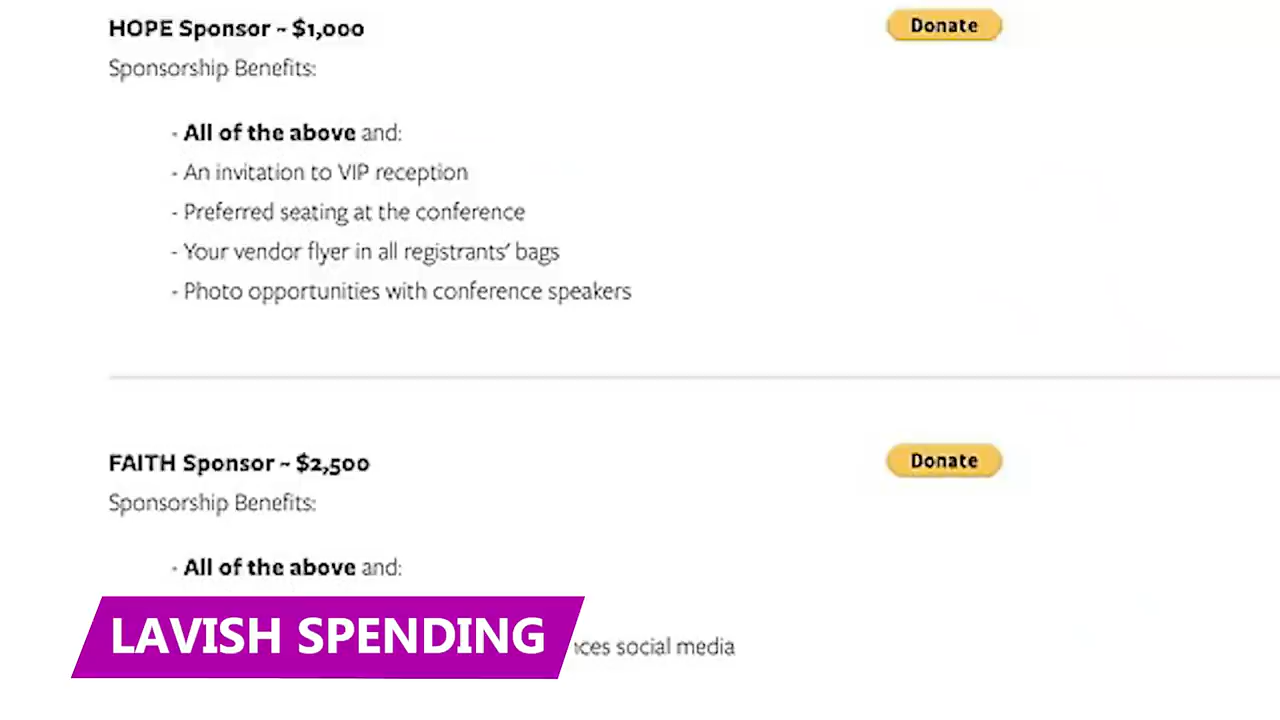 HOPE Sponsor ~ $1,000
Donate
Sponsorship Benefits:
- All of the above and:
- An invitation to VIP reception
- Preferred seating at the conference
- Your vendor flyer in all registrants' bags
- Photo opportunities with conference speakers
FAITH Sponsor ~ $2,500
Donate
Sponsorship Benefits:
- All of the above and:
LAVISH SPENDING
social media